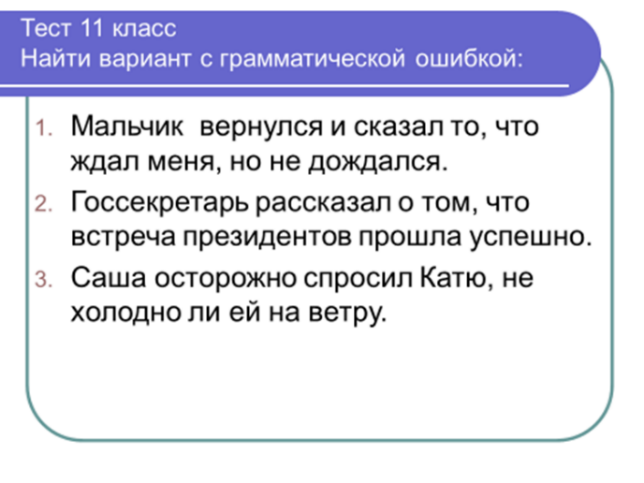 Тест 11 класс
Найти вариант с грамматической ошибкой:
1. Мальчик вернулся и сказал то, что
ждал меня, но не дождался.
2. Госсекретарь рассказал о том, что
встреча президентов прошла успешно.
3. Саша осторожно спросил Катю, не
холодно ли ей на ветру.